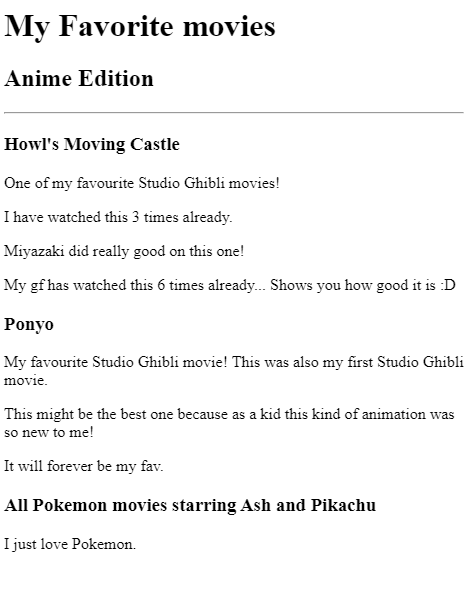 My Favorite movies
Anime Edition
Howl's Moving Castle
One of my favourite Studio Ghibli movies!
I have watched this 3 times already.
Miyazaki did really good on this one!
My gf has watched this 6 times already... Shows you how good it is :D
Ponyo
My favourite Studio Ghibli movie! This was also my first Studio Ghibli
movie.
This might be the best one because as a kid this kind of animation was
so new to me!
It will forever be my fav.
All Pokemon movies starring Ash and Pikachu
I just love Pokemon.